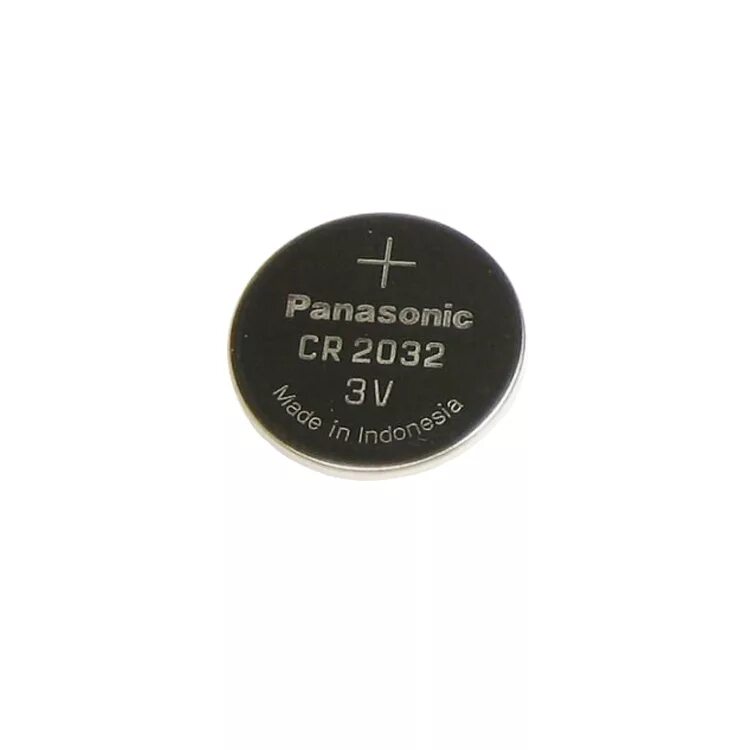 +
Panasonic
CR 2032
3V
Made in Indonesia